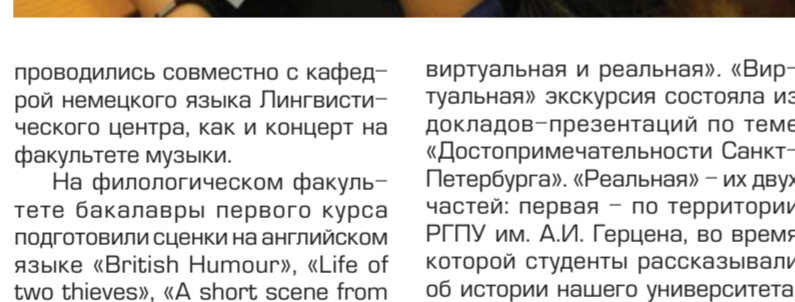 проводились совместно с кафед-
рой немецкого языка Лингвисти-
ческого центра, как и концерт на
факультете музыки.
На филологическом факуль-
тете бакалавры первого курса
подготовили сценки на английском
языке «British Humour», «Life of
two thieves», «A short scene from
виртуальная и реальная». «Вир-
туальная» экскурсия состояла из
докладов-презентаций по теме
«Достопримечательности Санкт-
Петербурга». «Реальная» – их двух
частей: первая – по территории
РГПУ им. А.И. Герцена, во время
которой студенты рассказывали
об истории нашего университета